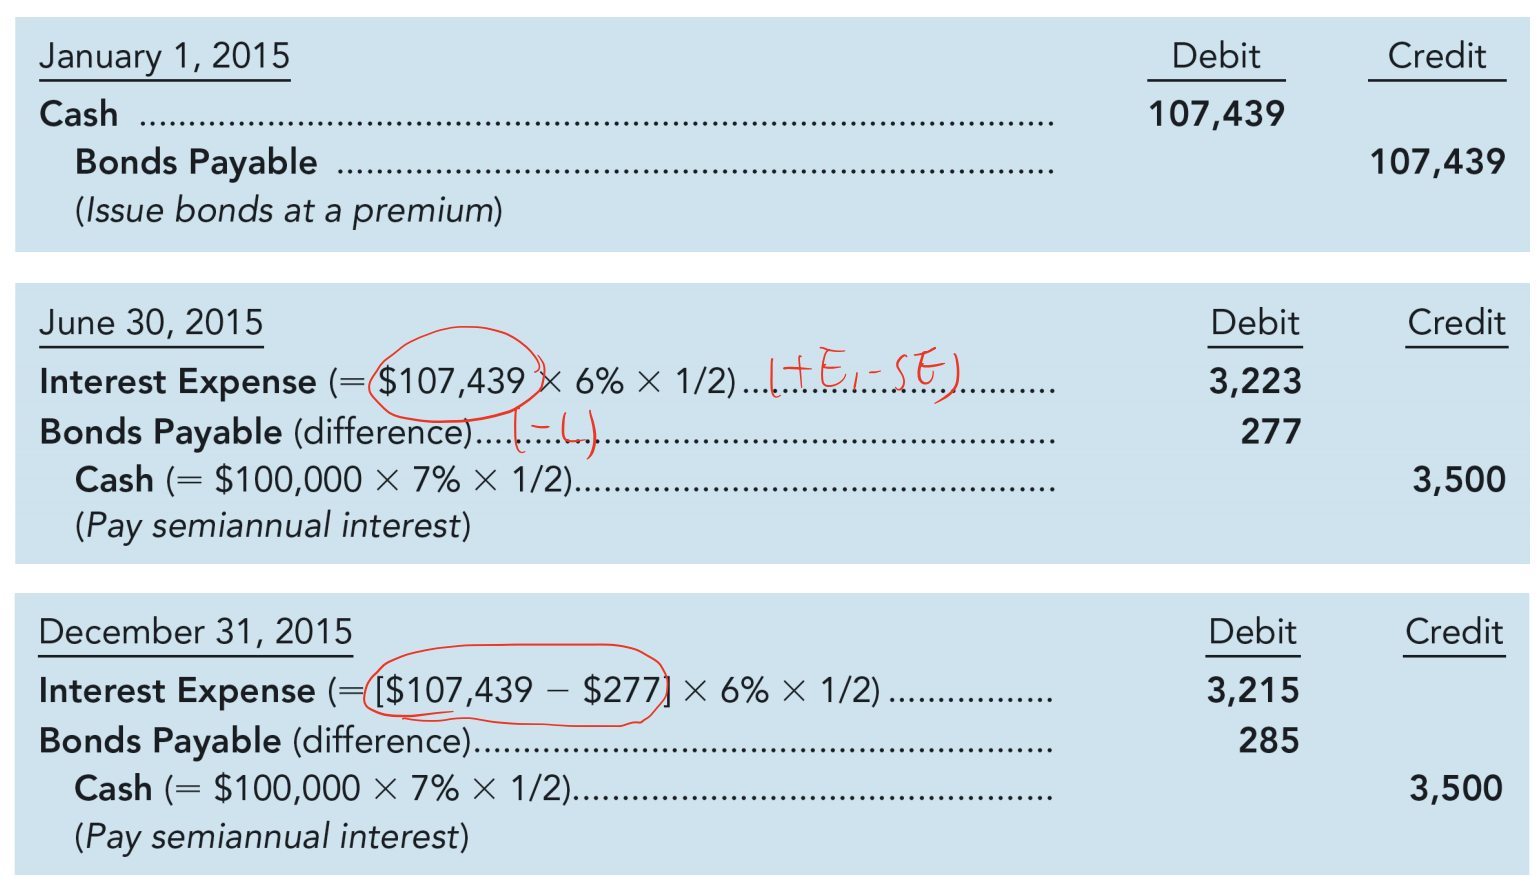 January 1, 2015 Debit Credit
Cash ............................................................ 107,439
Bonds Payable ............................................................ 107,439
(Issue bonds at a premium)
June 30, 2015 Debit Credit
Interest Expense (= $107,439 × 6% × 1/2) ............ (+E, -SE) 3,223
Bonds Payable (difference)............ (-L) 277
Cash (= $100,000 × 7% × 1/2)............................................................ 3,500
(Pay semiannual interest)
December 31, 2015 Debit Credit
Interest Expense (= [$107,439 – $277] × 6% × 1/2) ................. 3,215
Bonds Payable (difference)............................................................ 285
Cash (= $100,000 × 7% × 1/2)............................................................ 3,500
(Pay semiannual interest)